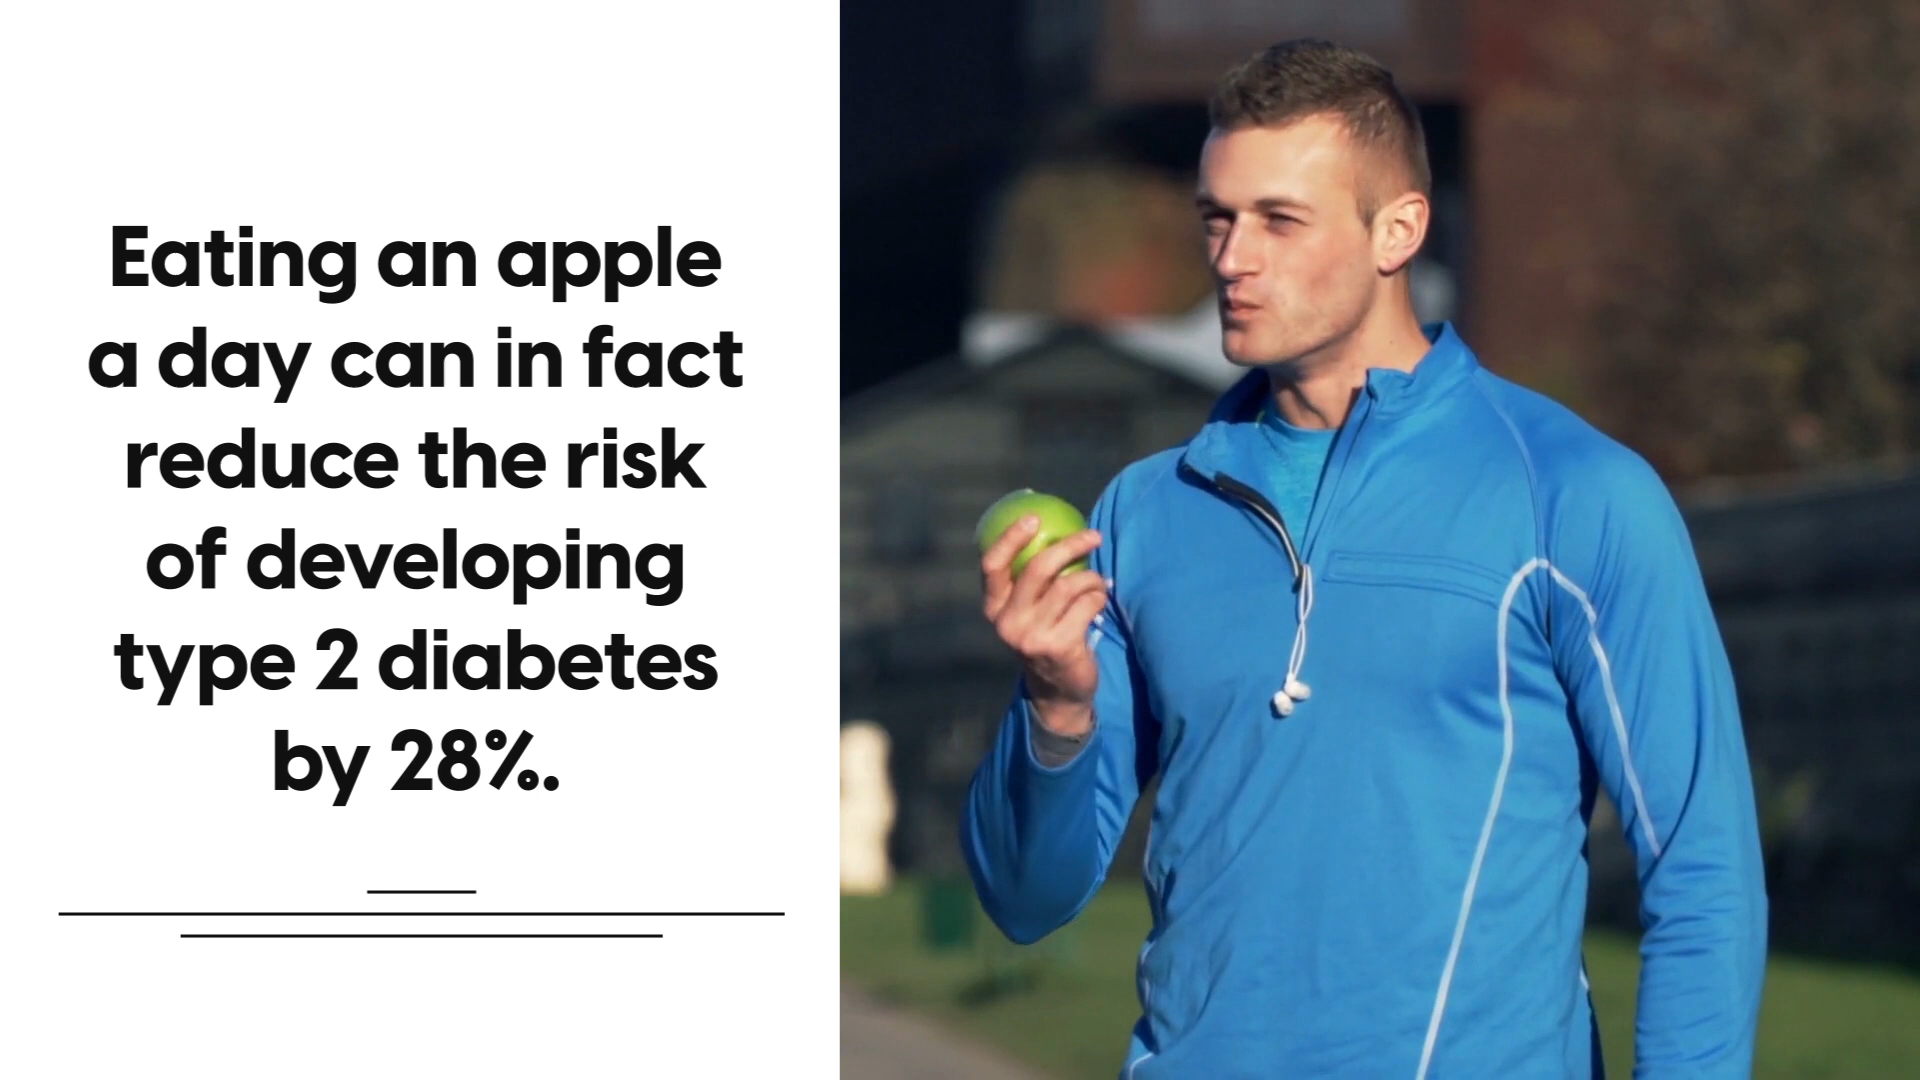 Eating an apple
a day can in fact
reduce the risk
of developing
type 2 diabetes
by 28%.